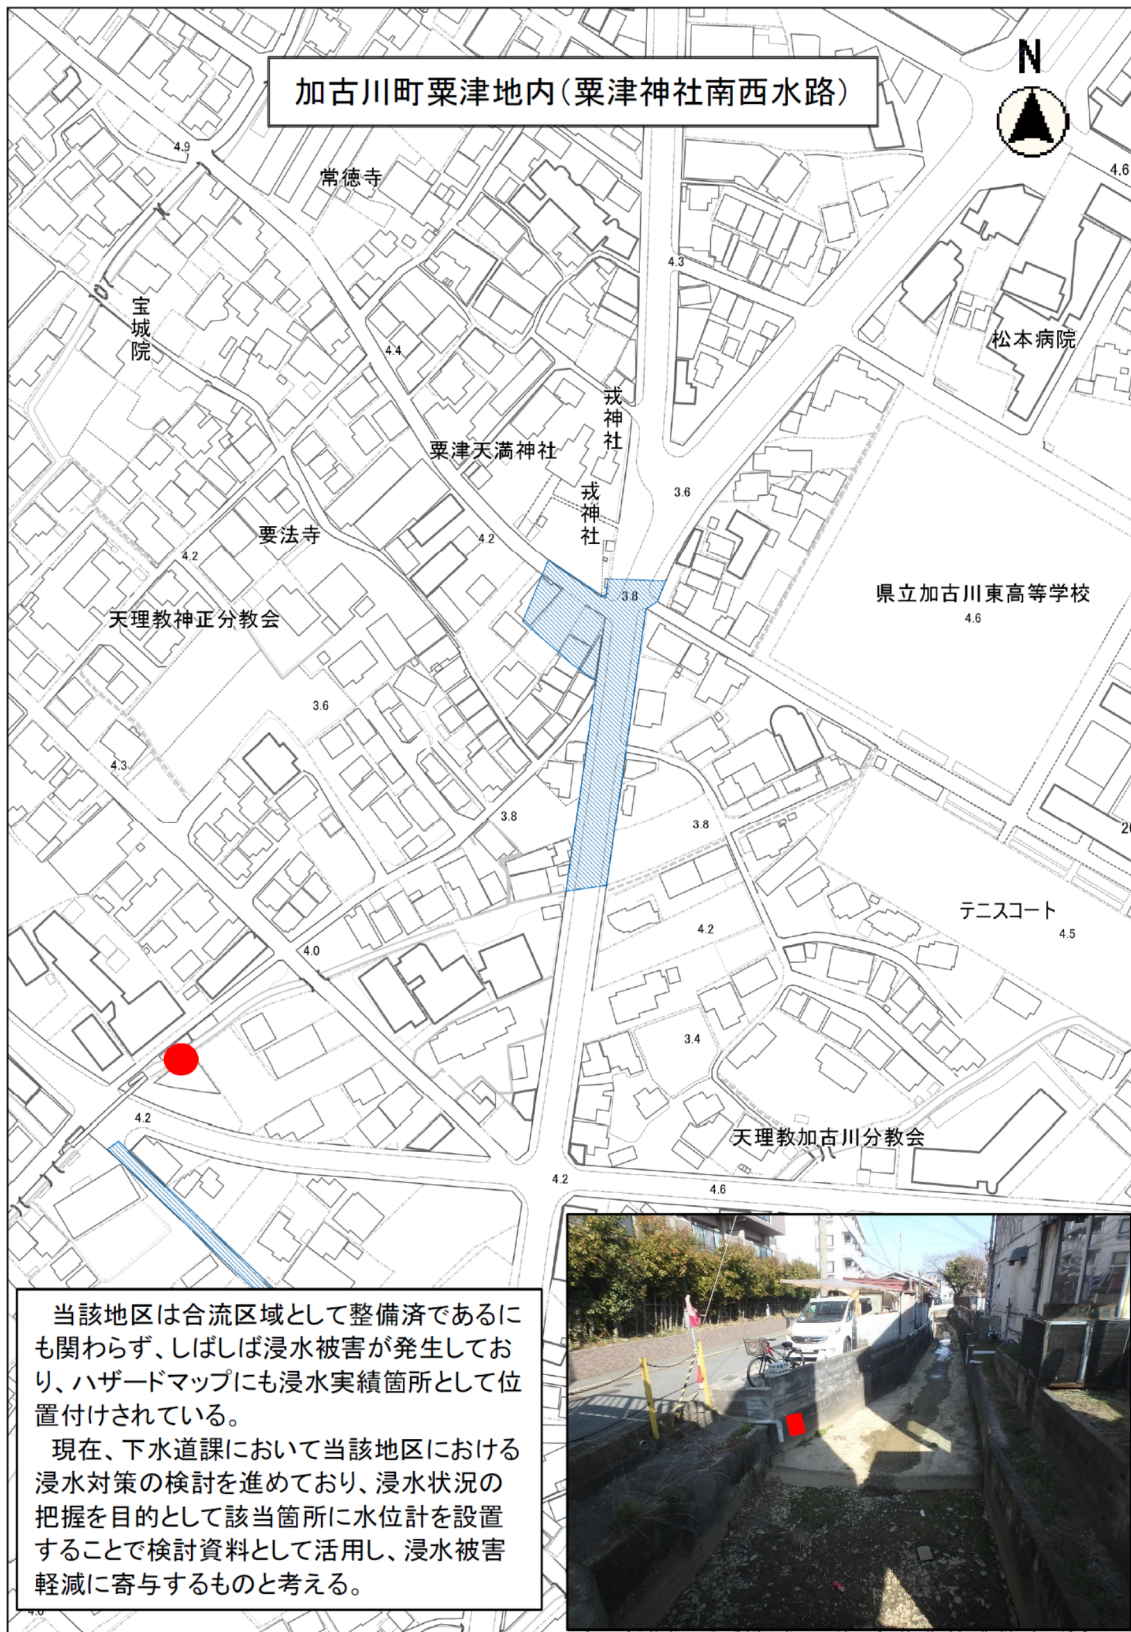 加古川町粟津地内（粟津神社南西水路）
N
4.9
常徳寺
4.6
4.3
宝城院
松本病院
4.4
戎神社
粟津天満神社
戎神社
3.6
要法寺
4.2
4.2
天理教神正分教会
3.8
県立加古川東高等学校
4.6
3.6
4.3
3.8
3.8
20
テニスコート
4.5
4.2
4.0
3.4
4.2
天理教加古川分教会
4.2
4.6
当該地区は合流区域として整備済であるに
も関わらず、しばしば浸水被害が発生してお
り、ハザードマップにも浸水実績箇所として位
置付けされている。
現在、下水道課において当該地区における
浸水対策の検討を進めており、浸水状況の
把握を目的として該当箇所に水位計を設置
することで検討資料として活用し、浸水被害
軽減に寄与するものと考える。